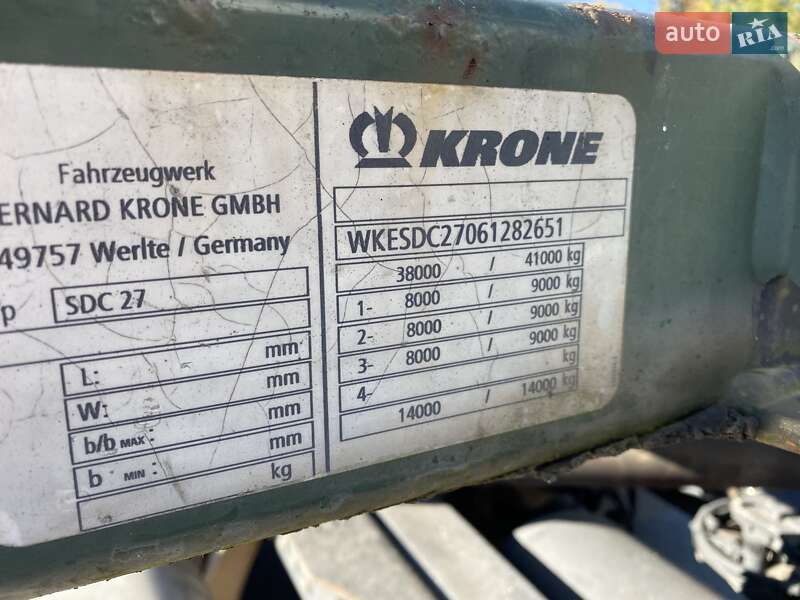 auto RIA.com
Fahrzeugwerk
ERNARD KRONE GMBH
49757 Werlte / Germany
p SDC 27
L: mm
W: mm
b/b MAX : mm
b MIN : mm
kg
KRONE
WKESDC27061282651
38000 / 41000 kg
1- 8000 / 9000 kg
2- 8000 / 9000 kg
3- 8000 / 9000 kg
4- kg
14000 / 14000 kg